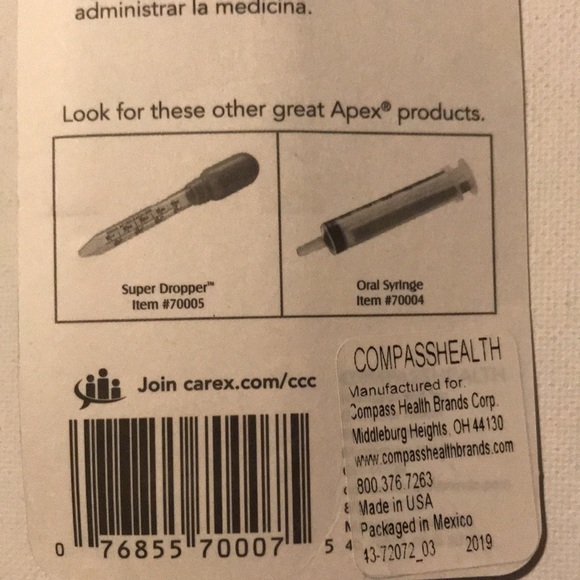 administrar la medicina.
Look for these other great Apex® products.
Super Dropper™
Item #70005
Oral Syringe
Item #70004
Join carex.com/ccc
COMPASSHEALTH
Manufactured for:
Compass Health Brands Corp.
Middleburg Heights, OH 44130
www.compasshealthbrands.com
800.376.7263
Made in USA
Packaged in Mexico
43-72072_03 2019
0 76855 70007 5